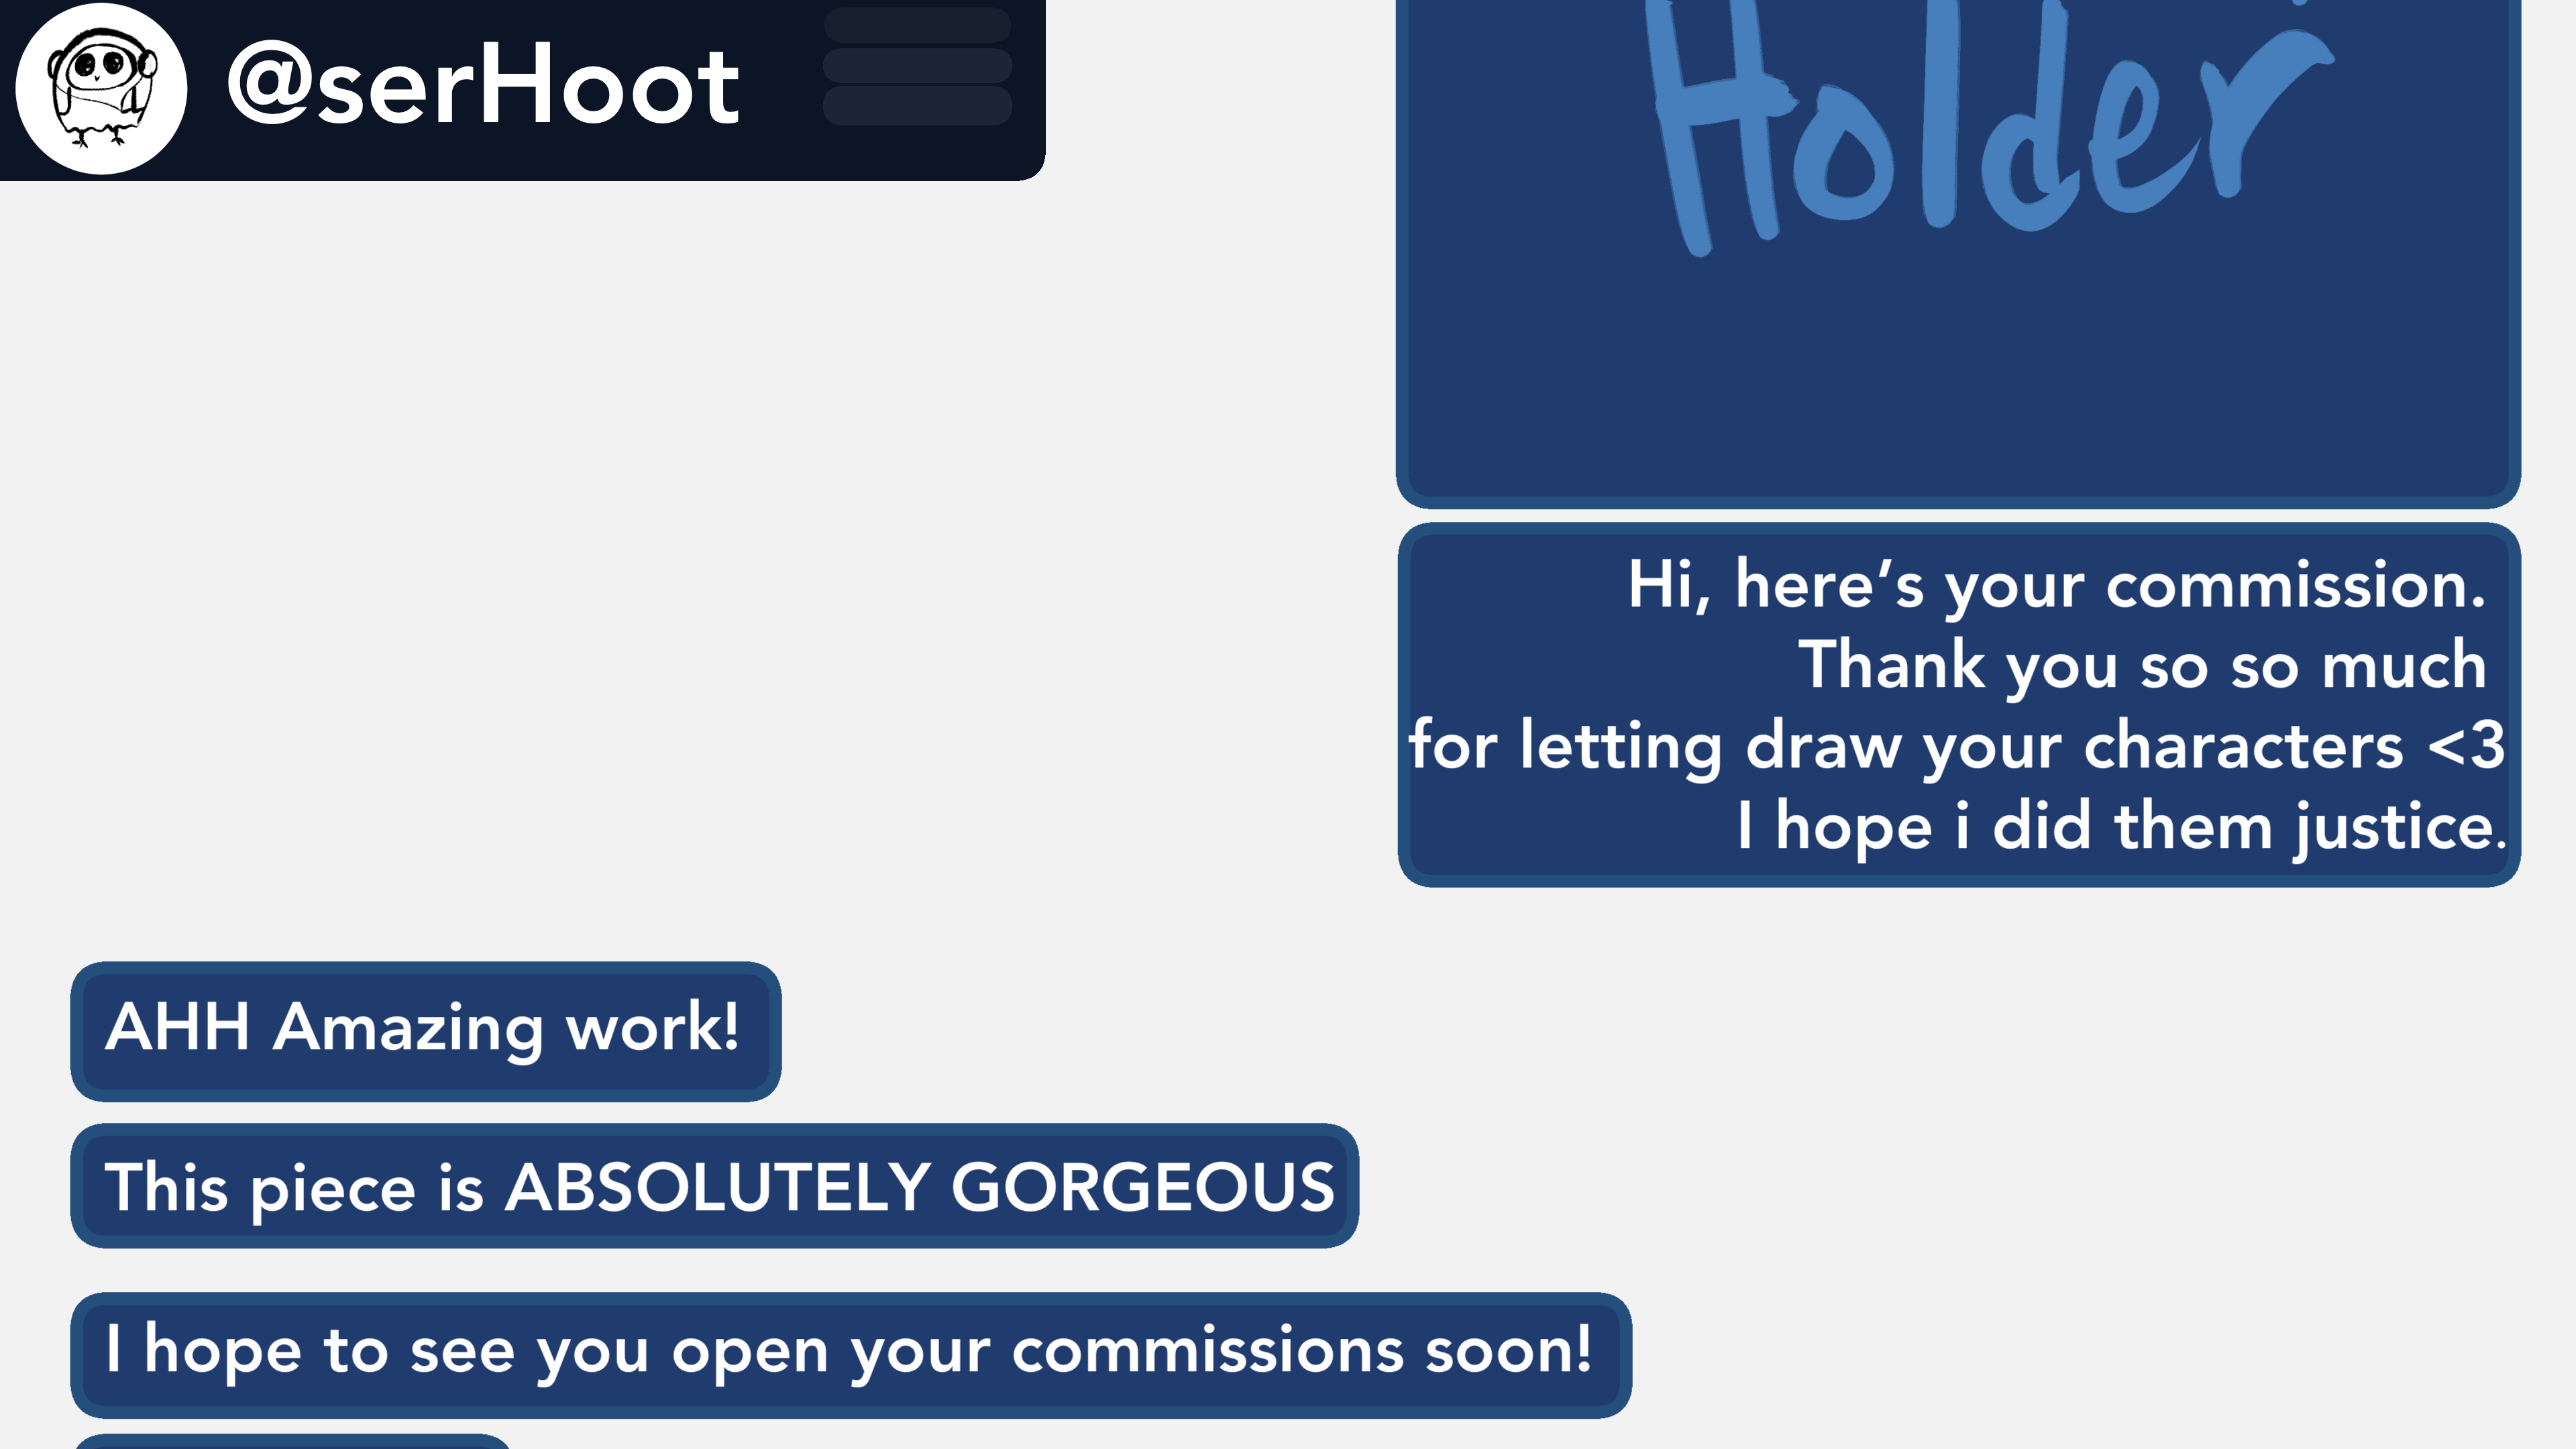 @serHoot
Holder
Hi, here’s your commission.
Thank you so so much
for letting draw your characters <3
I hope i did them justice.
AHH Amazing work!
This piece is ABSOLUTELY GORGEOUS
I hope to see you open your commissions soon!